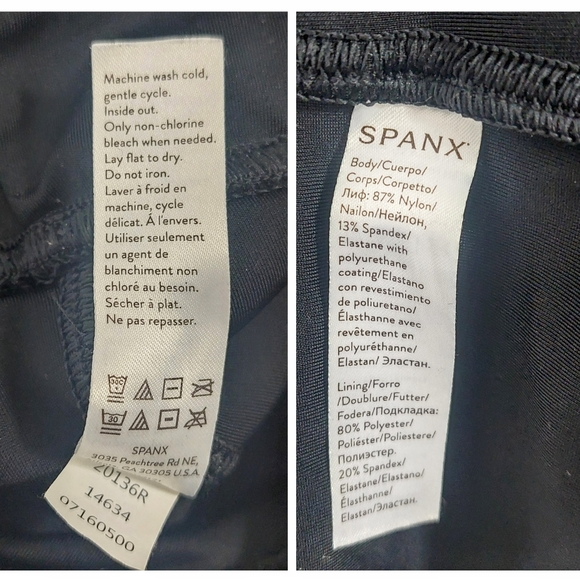 Machine wash cold,
gentle cycle.
Inside out.
Only non-chlorine
bleach when needed.
Lay flat to dry.
Do not iron.
Laver à froid en
machine, cycle
délicat. Á l'envers.
Utiliser seulement
un agent de
blanchiment non
chloré au besoin.
Sécher à plat.
Ne pas repasser.
30C
30
SPANX
3035 Peachtree Rd NE,
GA 30305 U.S.A.
20136R
14634
07160500
SPANX
Body/Cuerpo/
Corps/Corpetto/
Лиф: 87% Nylon/
Nailon/Нейлон,
13% Spandex/
Elastane with
polyurethane
coating/Elastano
con revestimiento
de poliuretano/
Élasthanne avec
revêtement en
polyuréthanne/
Elastan/ Эластан.
Lining/Forro
/Doublure/Futter/
Fodera/Подкладка:
80% Polyester/
Poliéster/Poliestere/
Полиэстер.
20% Spandex/
Elastane/Elastano/
Élasthanne/
Elastan/Эластан.